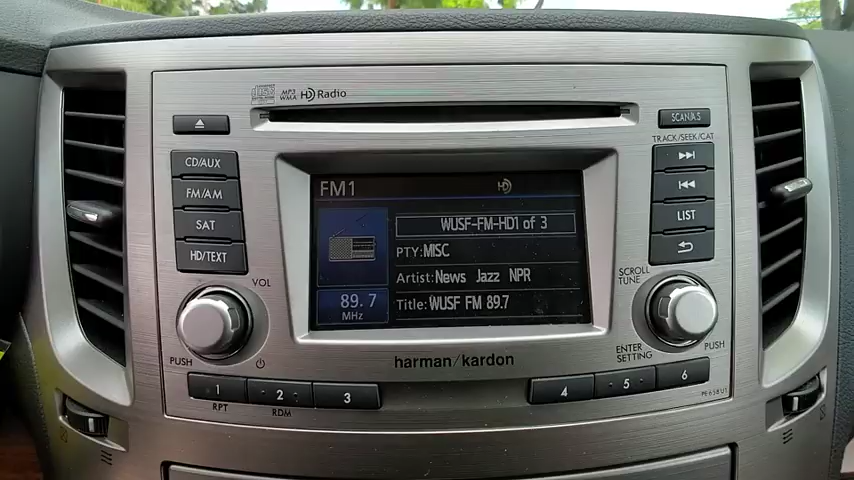 MP3
WMA
HD Radio
SCAN/AS
TRACK/SEEK/CAT
CD/AUX
FM/AM
SAT
HD/TEXT
LIST
FM1
HD
WUSF-FM-HD1 of 3
PTY:MISC
Artist:News Jazz NPR
89.7
MHz
Title:WUSF FM 89.7
VOL
SCROLL
TUNE
PUSH
ENTER
SETTING
PUSH
harman/kardon
1
2
3
4
5
6
RPT
RDM